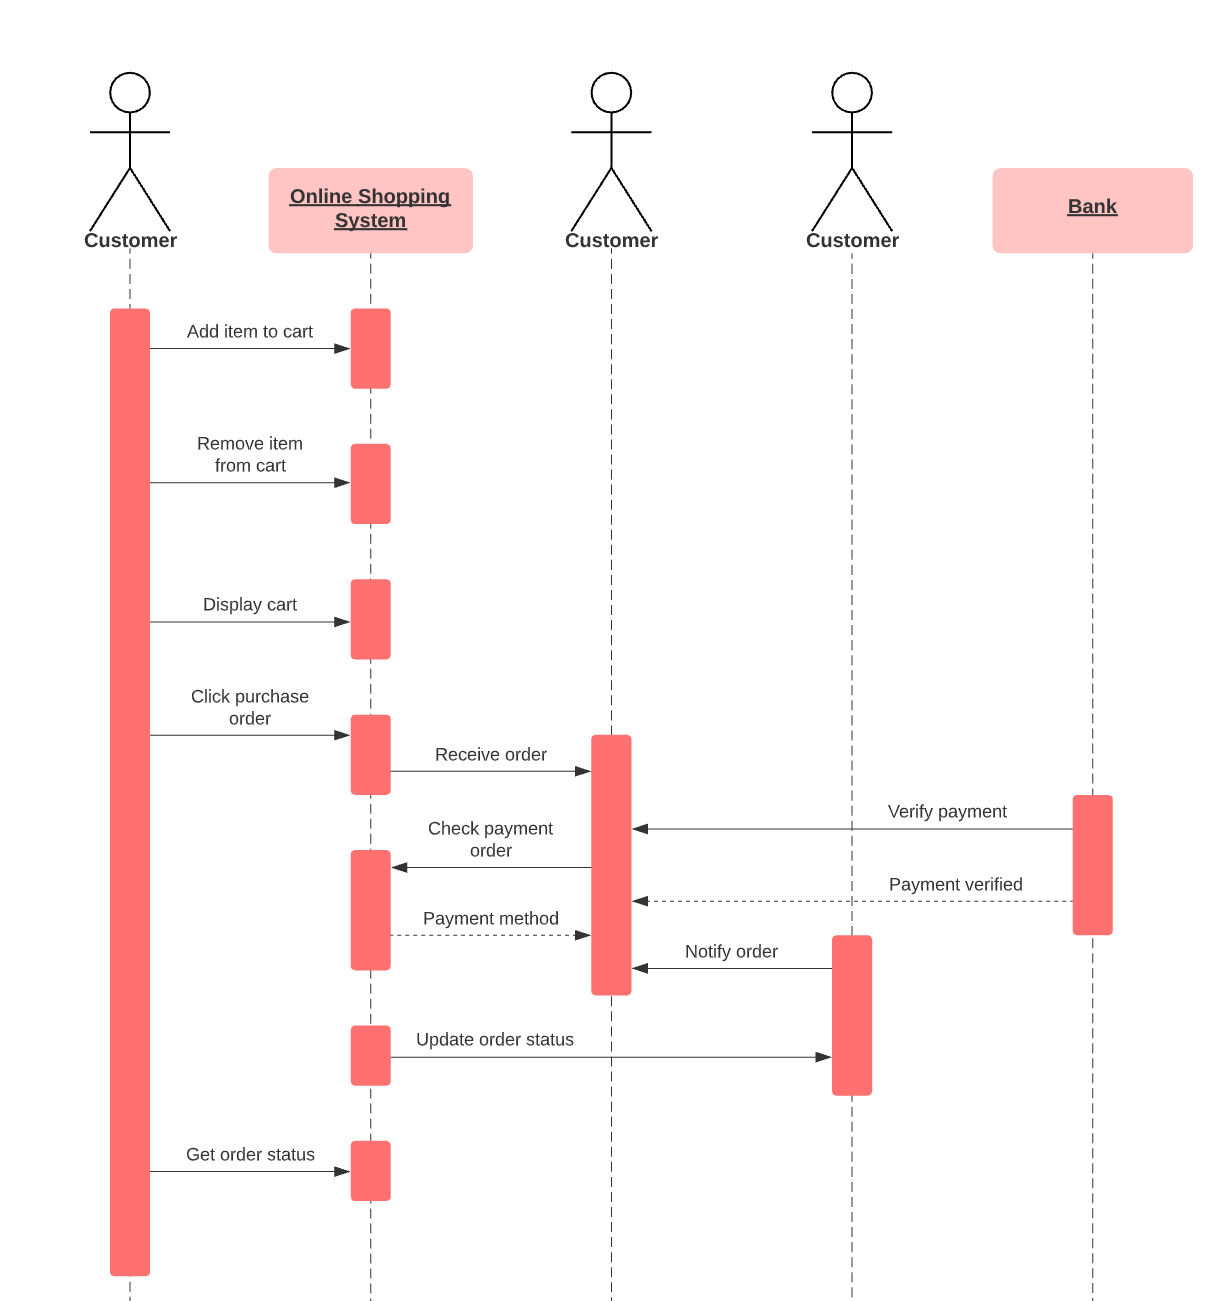 Online Shopping
System
Bank
Customer
Customer
Customer
Add item to cart
Remove item
from cart
Display cart
Click purchase
order
Receive order
Verify payment
Check payment
order
Payment verified
Payment method
Notify order
Update order status
Get order status